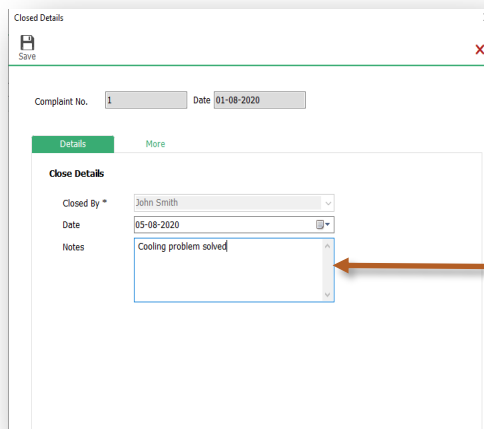 Closed Details
Save
Complaint No. 1 Date 01-08-2020
Details More
Close Details
Closed By * John Smith
Date 05-08-2020
Notes Cooling problem solved